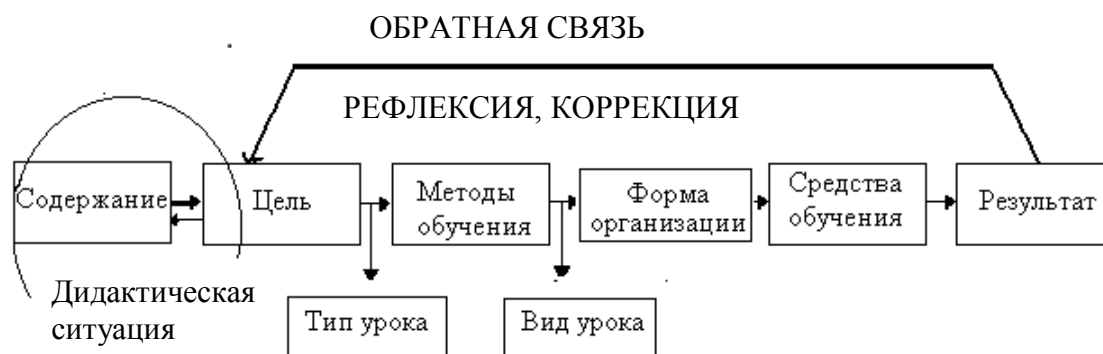 ОБРАТНАЯ СВЯЗЬ
РЕФЛЕКСИЯ, КОРРЕКЦИЯ
Содержание
Цель
Методы
обучения
Форма
организации
Средства
обучения
Результат
Дидактическая
ситуация
Тип урока
Вид урока